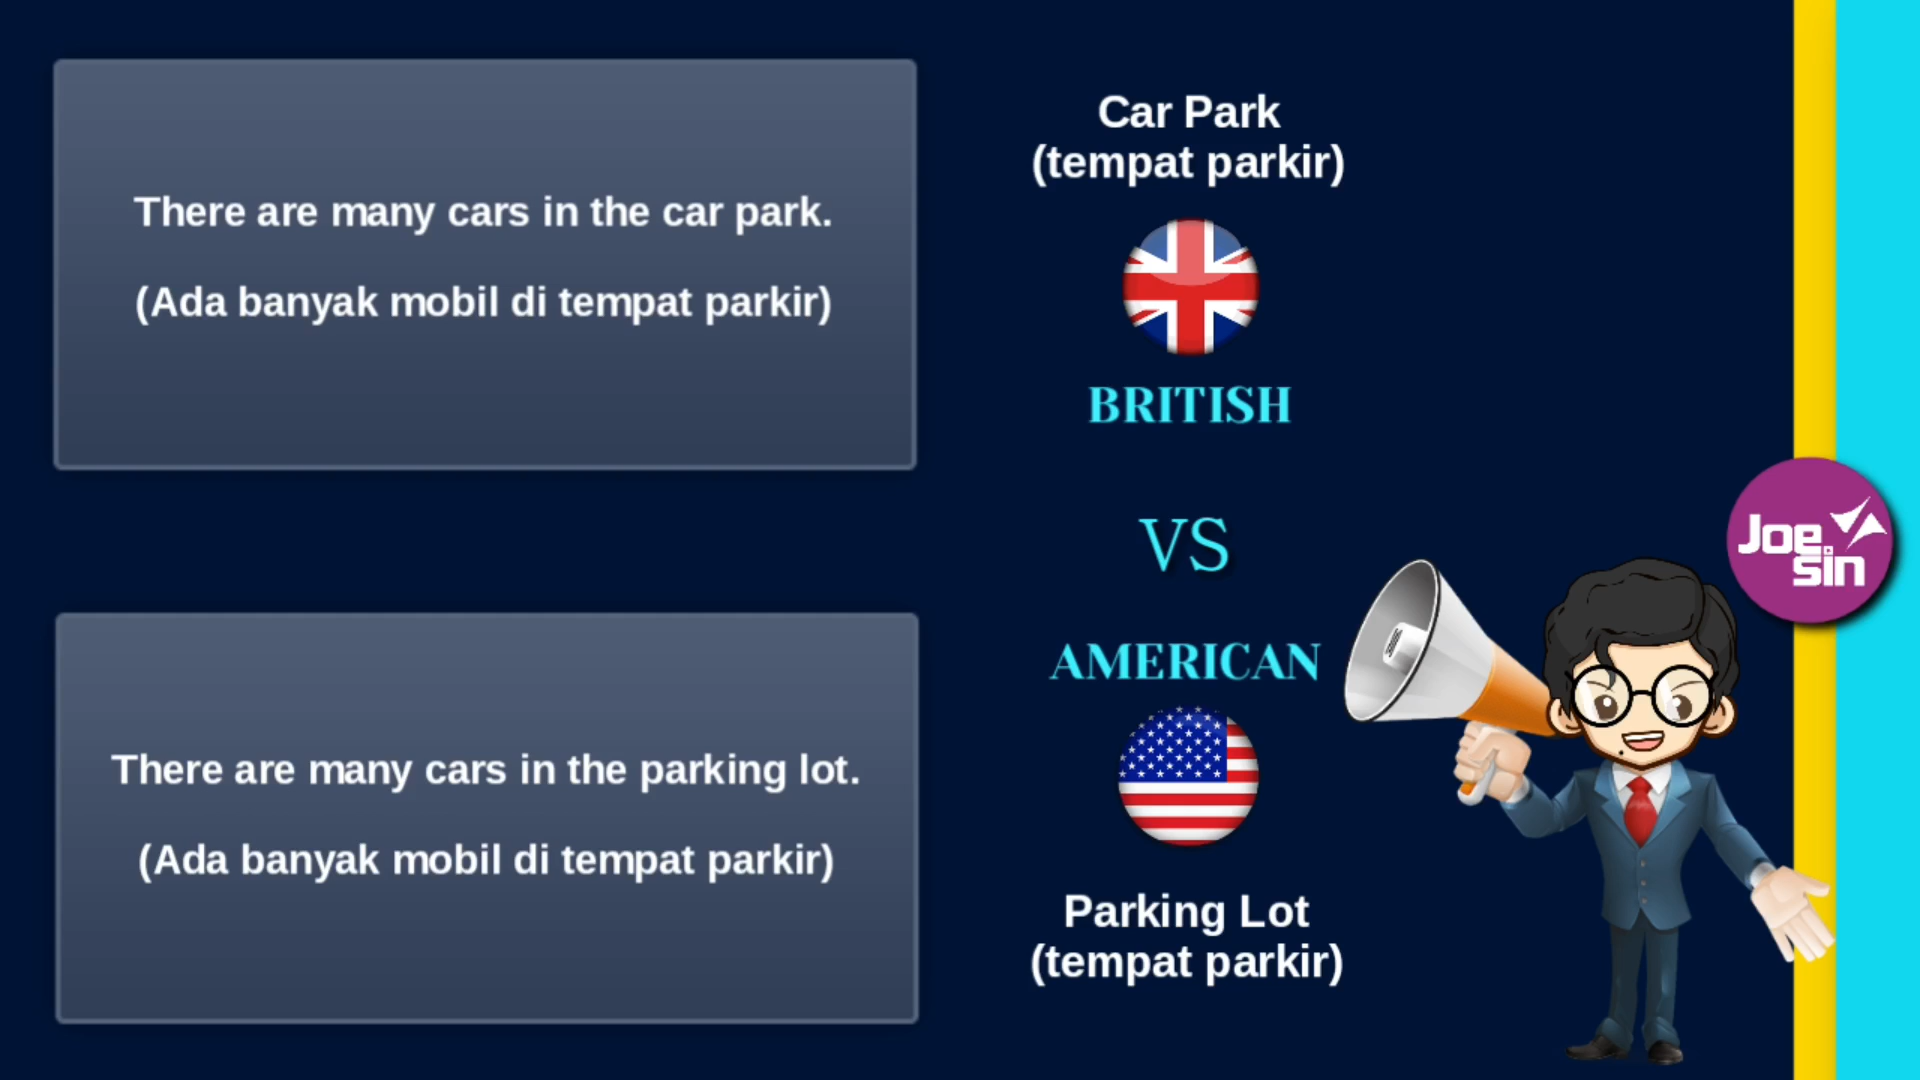 There are many cars in the car park.
(Ada banyak mobil di tempat parkir)
Car Park
(tempat parkir)
BRITISH
VS
AMERICAN
Parking Lot
(tempat parkir)
There are many cars in the parking lot.
(Ada banyak mobil di tempat parkir)
Joe
sin